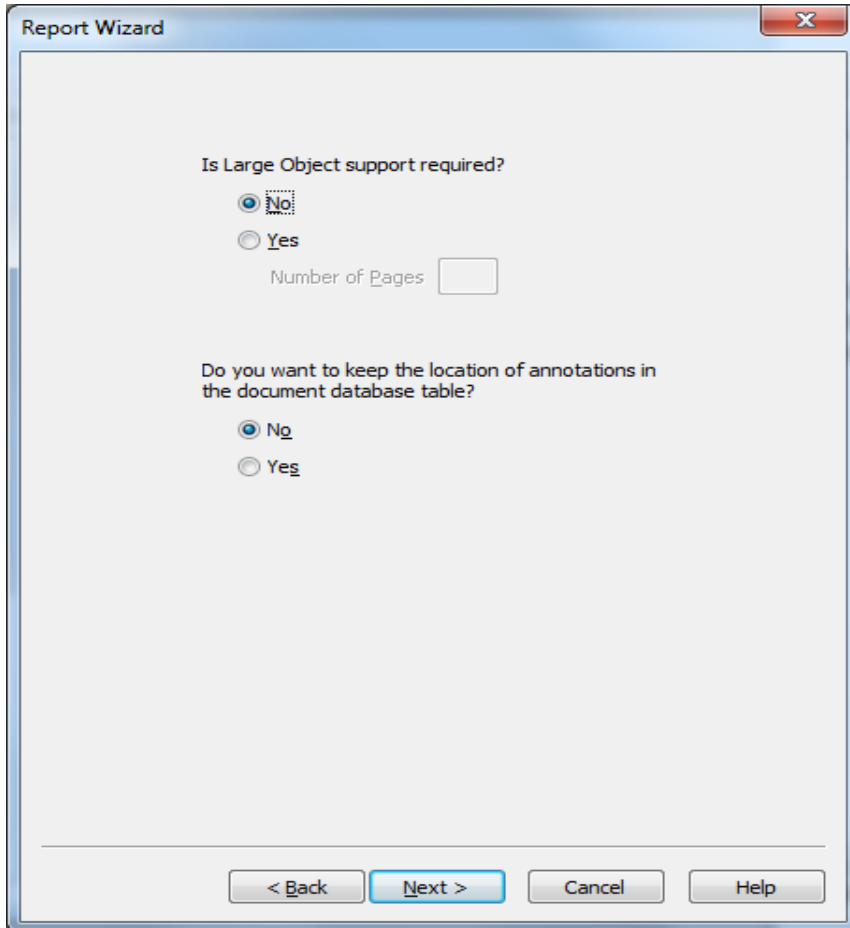 Report Wizard
Is Large Object support required?
No
Yes
Number of Pages
Do you want to keep the location of annotations in
the document database table?
No
Yes
< Back Next > Cancel Help